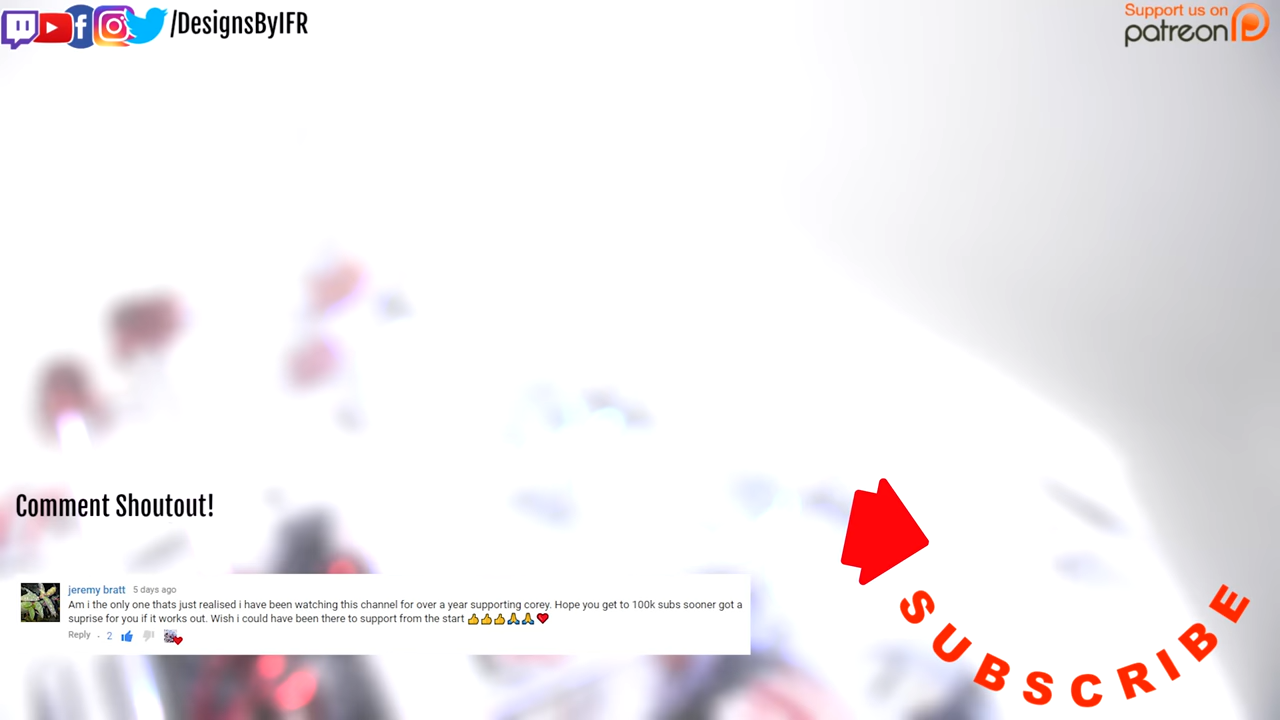 /DesignsByIFR
Support us on
patreon
Comment Shoutout!
jeremy bratt 5 days ago
Am i the only one thats just realised i have been watching this channel for over a year supporting corey. Hope you get to 100k subs sooner got a
suprise for you if it works out. Wish i could have been there to support from the start 👍👍👍🙏🙏❤
Reply · 2
SUBSCRIBE